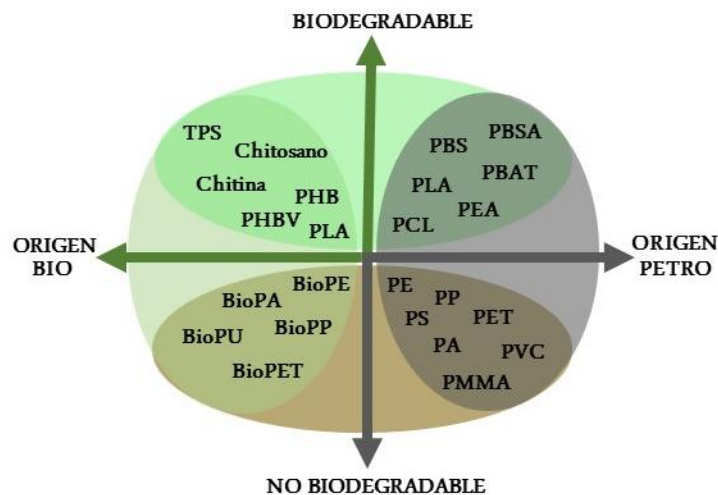 BIODEGRADABLE
TPS
Chitosano
Chitina
PHB
PHBV
PLA
PBS
PBSA
PLA
PBAT
PEA
PCL
ORIGEN
BIO
ORIGEN
PETRO
BioPE
BioPA
BioPU
BioPP
BioPET
PE
PP
PS
PET
PA
PVC
PMMA
NO BIODEGRADABLE